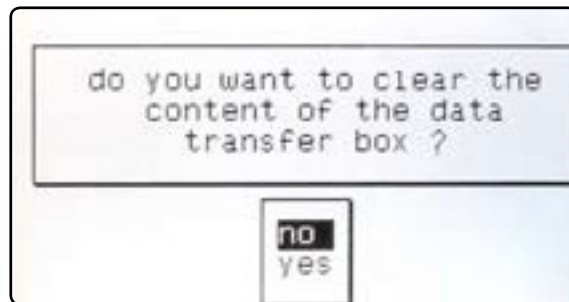 do you want to clear the
content of the data
transfer box ?
no
yes